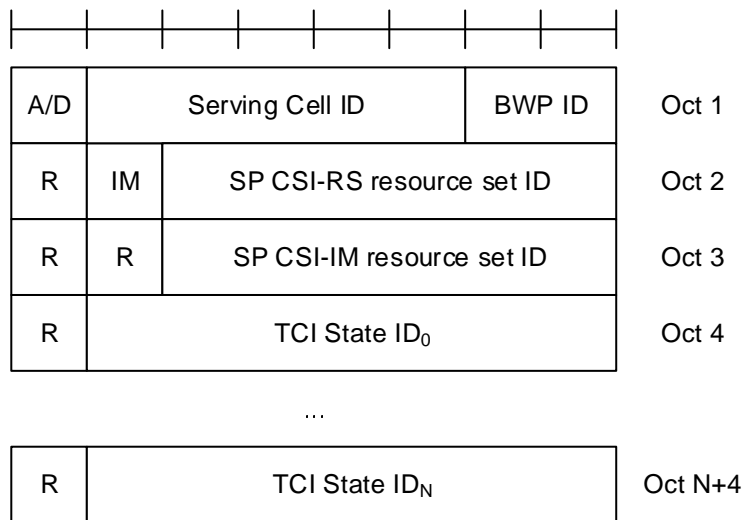 A/D Serving Cell ID BWP ID Oct 1
R IM SP CSI-RS resource set ID Oct 2
R R SP CSI-IM resource set ID Oct 3
R TCI State ID₀ Oct 4
...
R TCI State ID_N Oct N+4